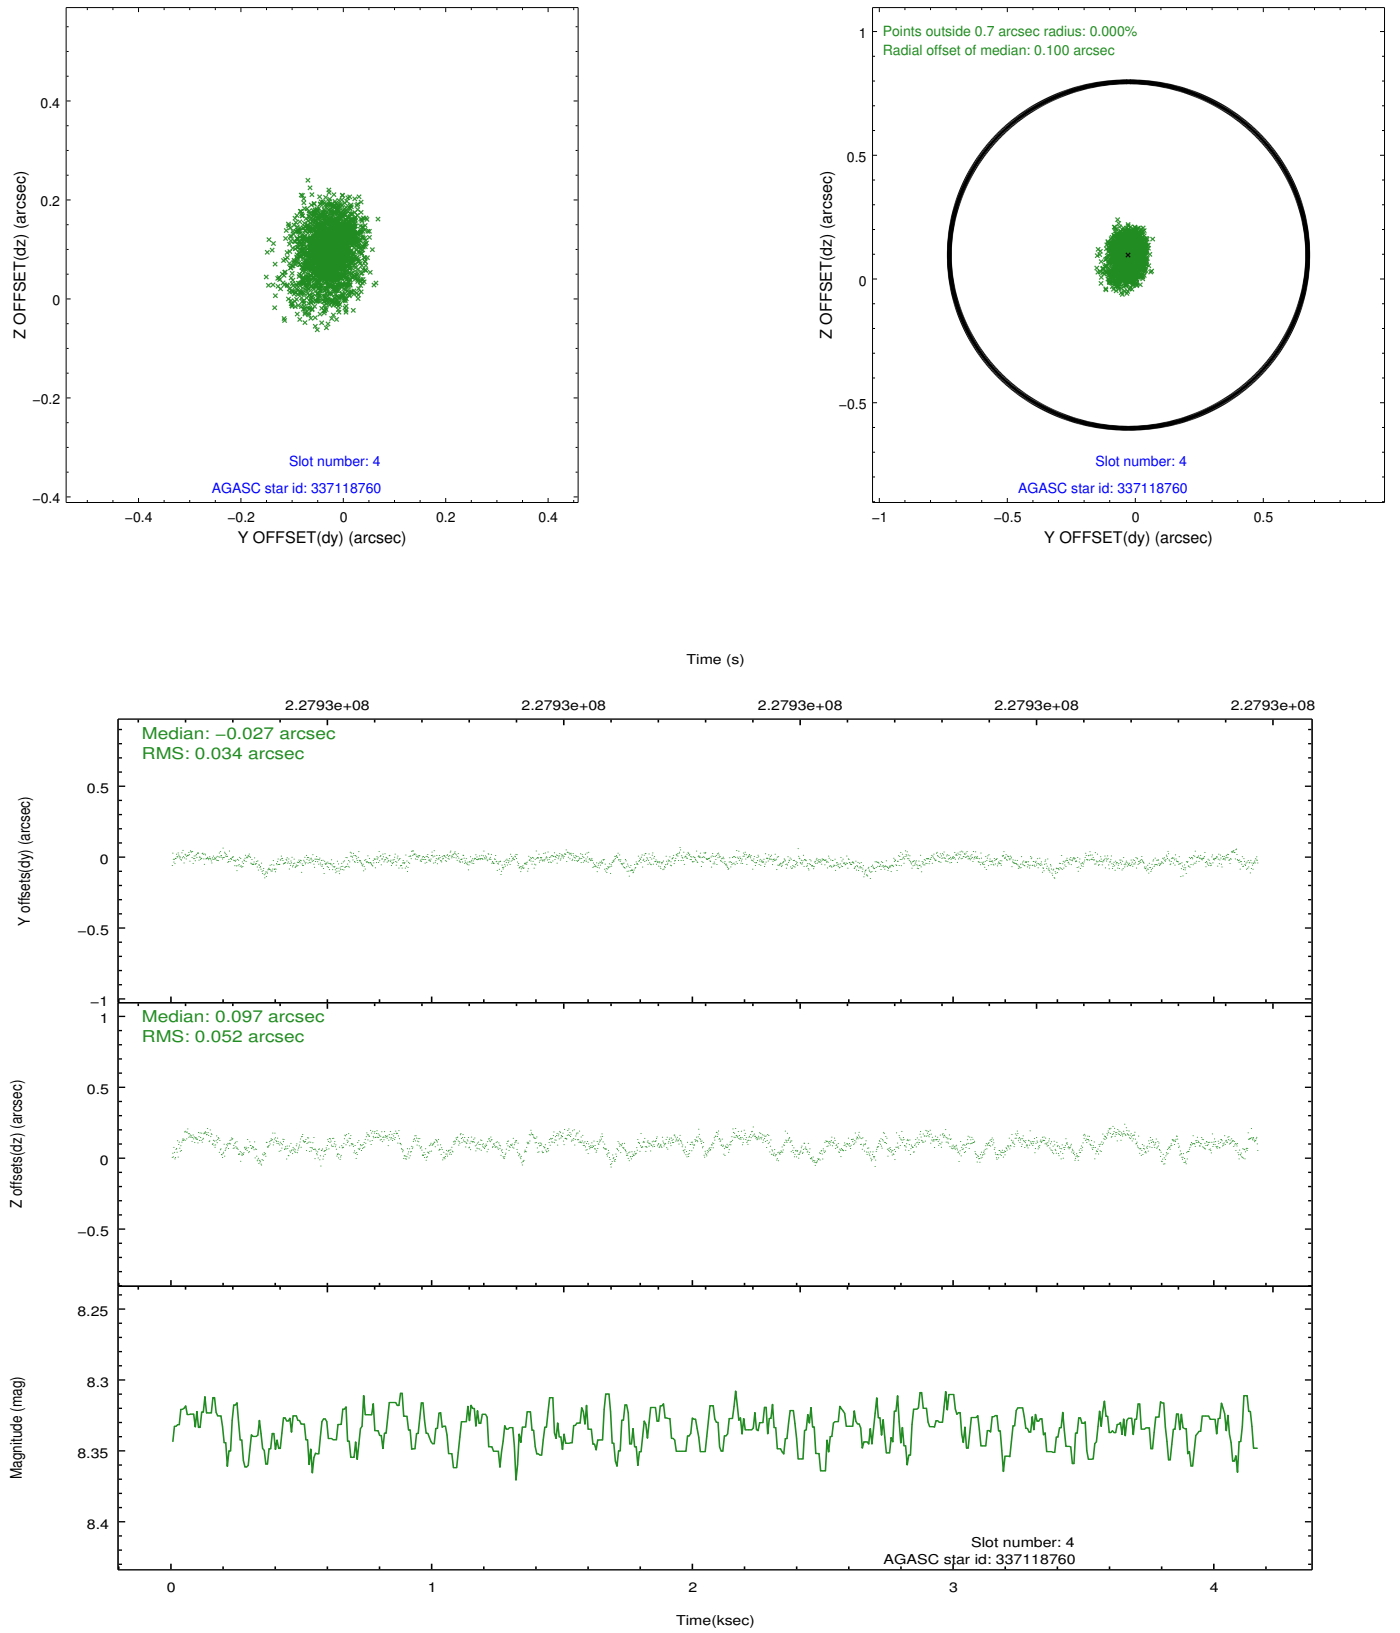 0.4
0.2
0
−0.2
−0.4
Z OFFSET(dz) (arcsec)
Slot number: 4
AGASC star id: 337118760
−0.4 −0.2 0 0.2 0.4
Y OFFSET(dy) (arcsec)
Points outside 0.7 arcsec radius: 0.000%
Radial offset of median: 0.100 arcsec
1
0.5
0
−0.5
Z OFFSET(dz) (arcsec)
Slot number: 4
AGASC star id: 337118760
−1 −0.5 0 0.5
Y OFFSET(dy) (arcsec)
Time (s)
2.2793e+08 2.2793e+08 2.2793e+08 2.2793e+08 2.2793e+08
Median: −0.027 arcsec
RMS: 0.034 arcsec
0.5
0
−0.5
−1
Y offsets(dy) (arcsec)
Median: 0.097 arcsec
RMS: 0.052 arcsec
1
0.5
0
−0.5
Z offsets(dz) (arcsec)
8.25
8.3
8.35
8.4
Magnitude (mag)
Slot number: 4
AGASC star id: 337118760
0 1 2 3 4
Time(ksec)